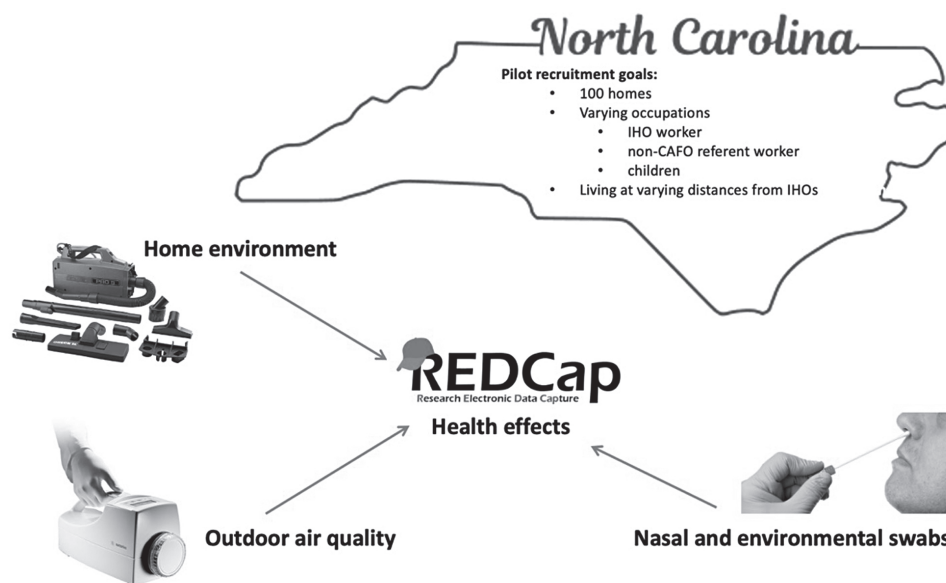 North Carolina
Pilot recruitment goals:
• 100 homes
• Varying occupations
• IHO worker
• non-CAFO referent worker
• children
• Living at varying distances from IHOs
Home environment
REDCap
Research Electronic Data Capture
Health effects
Outdoor air quality
Nasal and environmental swabs